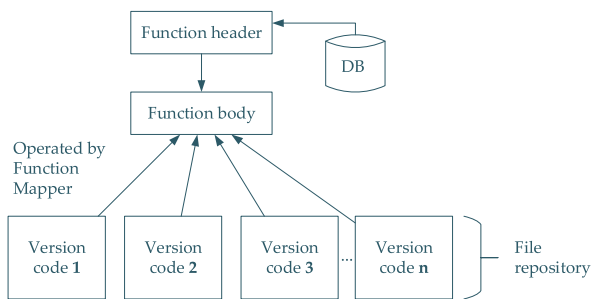 Function header
DB
Function body
Operated by
Function
Mapper
Version
code 1
Version
code 2
Version
code 3
...
Version
code n
File
repository